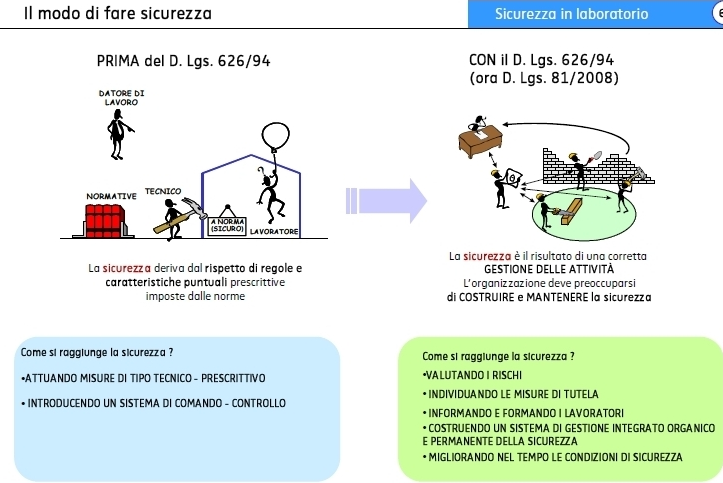 Il modo di fare sicurezza
Sicurezza in laboratorio
PRIMA del D. Lgs. 626/94
DATORE DI
LAVORO
NORMATIVE
TECNICO
A NORMA
(SICURO)
LAVORATORE
La sicurezza deriva dal rispetto di regole e
caratteristiche puntuali prescrittive
imposte dalle norme
CON il D. Lgs. 626/94
(ora D. Lgs. 81/2008)
La sicurezza è il risultato di una corretta
GESTIONE DELLE ATTIVITÀ
L'organizzazione deve preoccuparsi
di COSTRUIRE e MANTENERE la sicurezza
Come si raggiunge la sicurezza ?
•ATTUANDO MISURE DI TIPO TECNICO - PRESCRITTIVO
• INTRODUCENDO UN SISTEMA DI COMANDO - CONTROLLO
Come si raggiunge la sicurezza ?
•VALUTANDO I RISCHI
• INDIVIDUANDO LE MISURE DI TUTELA
• INFORMANDO E FORMANDO I LAVORATORI
• COSTRUENDO UN SISTEMA DI GESTIONE INTEGRATO ORGANICO
E PERMANENTE DELLA SICUREZZA
• MIGLIORANDO NEL TEMPO LE CONDIZIONI DI SICUREZZA